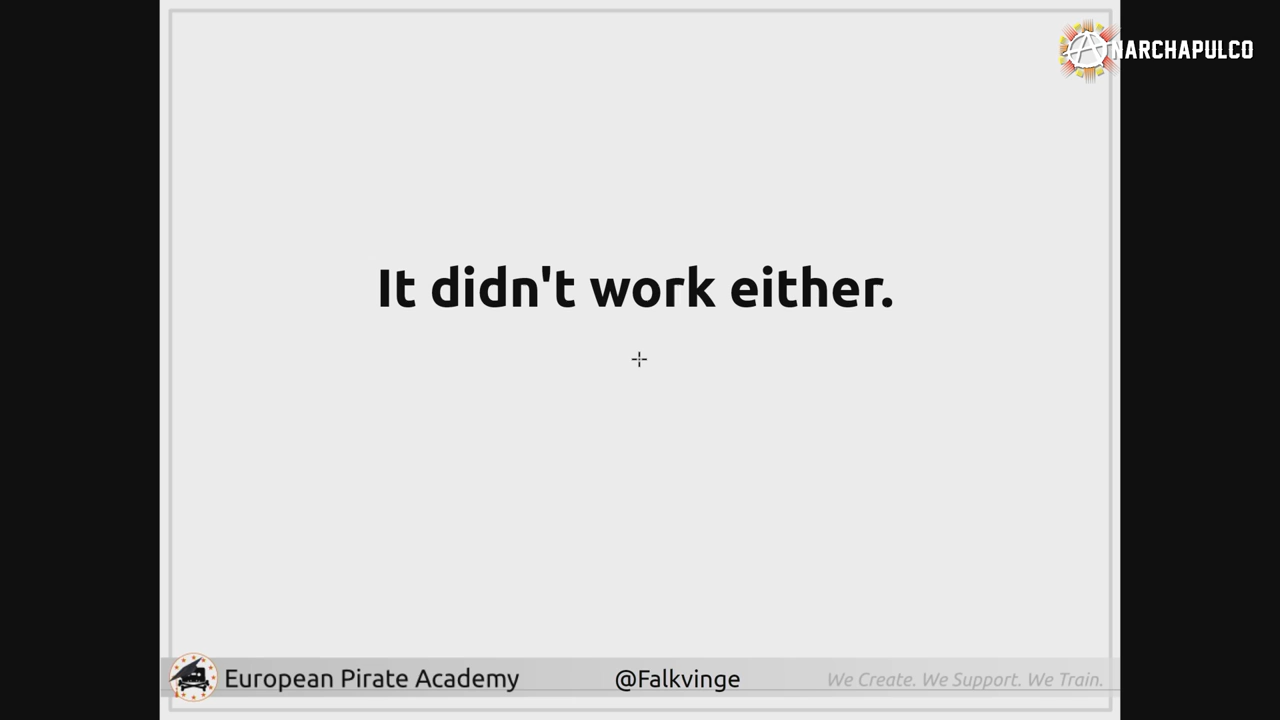 NARCHAPULCO
It didn't work either.
European Pirate Academy @Falkvinge We Create. We Support. We Train.